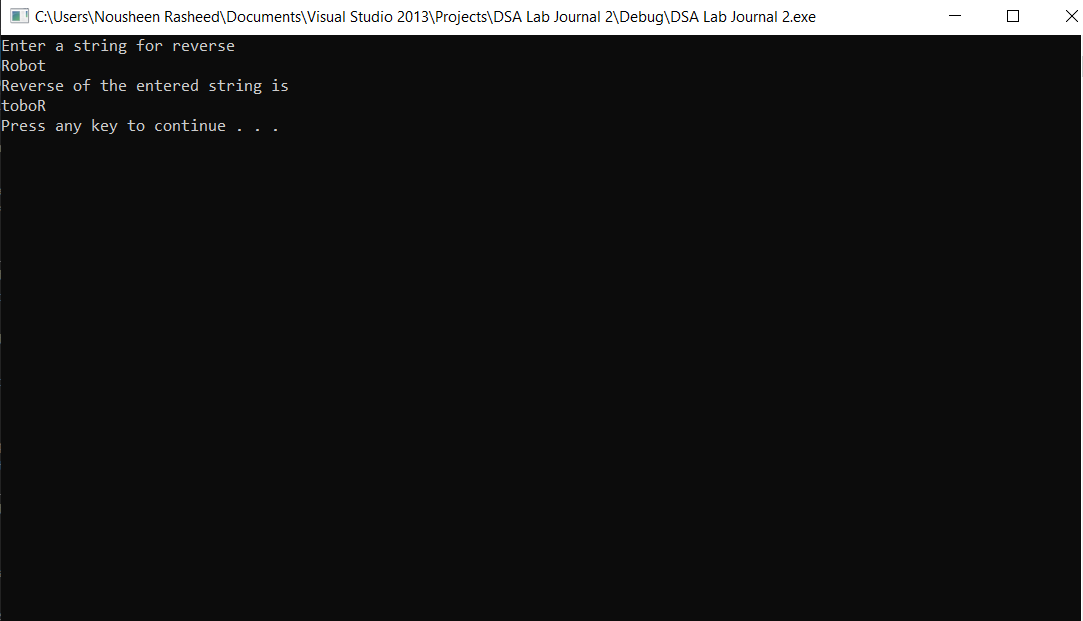 C:\Users\Nousheen Rasheed\Documents\Visual Studio 2013\Projects\DSA Lab Journal 2\Debug\DSA Lab Journal 2.exe
Enter a string for reverse
Robot
Reverse of the entered string is
toboR
Press any key to continue . . .